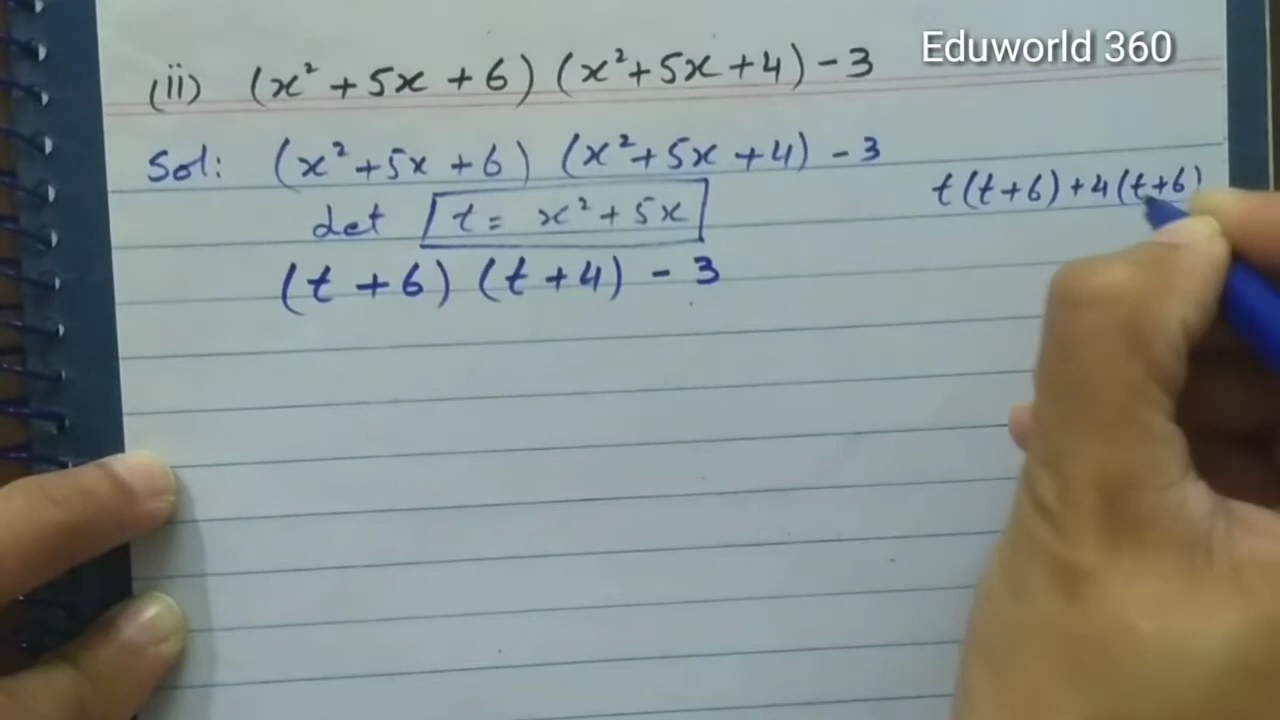 Eduworld 360
(ii) (x² + 5x + 6) (x² + 5x + 4) - 3
Sol: (x² + 5x + 6) (x² + 5x + 4) - 3
t(t+6) + 4(t+6)
det t = x² + 5x
(t + 6) (t + 4) - 3